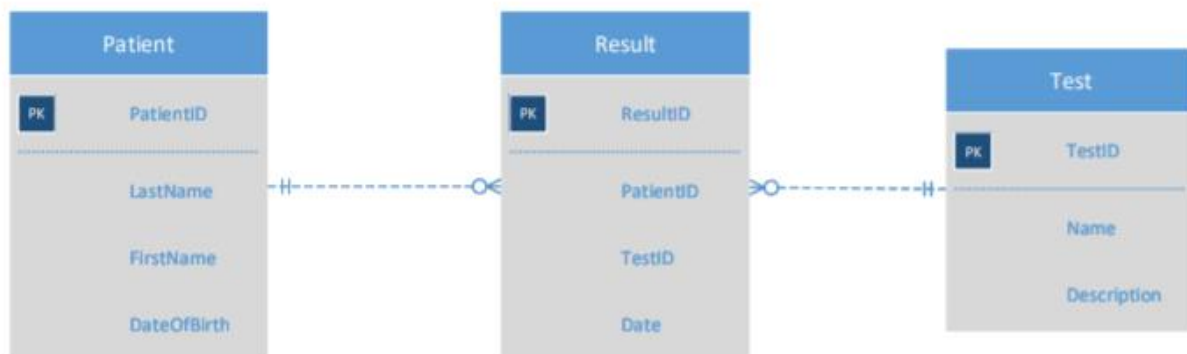 Patient
PK PatientID
LastName
FirstName
DateOfBirth
Result
PK ResultID
PatientID
TestID
Date
Test
PK TestID
Name
Description